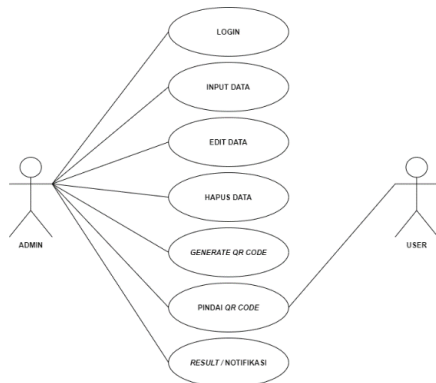 LOGIN
INPUT DATA
EDIT DATA
HAPUS DATA
ADMIN
USER
GENERATE QR CODE
PINDAI QR CODE
RESULT / NOTIFIKASI